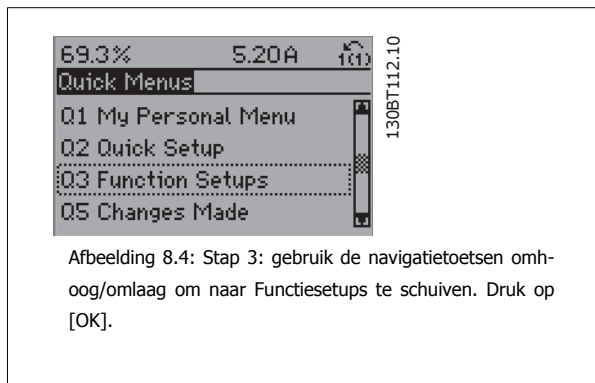 69.3% 5.20A 1(1)
Quick Menus
Q1 My Personal Menu
Q2 Quick Setup
Q3 Function Setups
Q5 Changes Made
130BT112.10
Afbeelding 8.4: Stap 3: gebruik de navigatietoetsen omh-
oog/omlaag om naar Functiesetups te schuiven. Druk op
[OK].